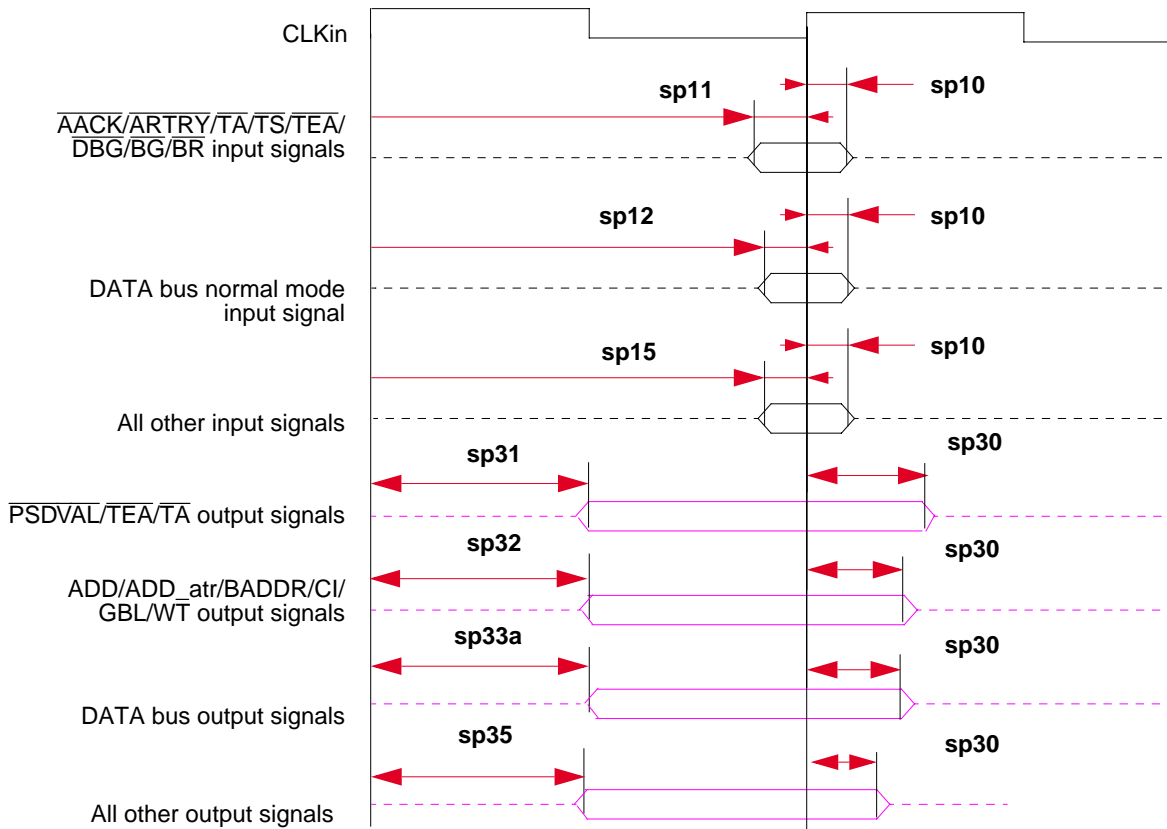 CLKin
sp11
sp10
AACK/ARTRY/TA/TS/TEA/
DBG/BG/BR input signals
sp12
sp10
DATA bus normal mode
input signal
sp15
sp10
All other input signals
sp31
sp30
PSDVAL/TEA/TA output signals
sp32
sp30
ADD/ADD_atr/BADDR/CI/
GBL/WT output signals
sp33a
sp30
DATA bus output signals
sp35
sp30
All other output signals